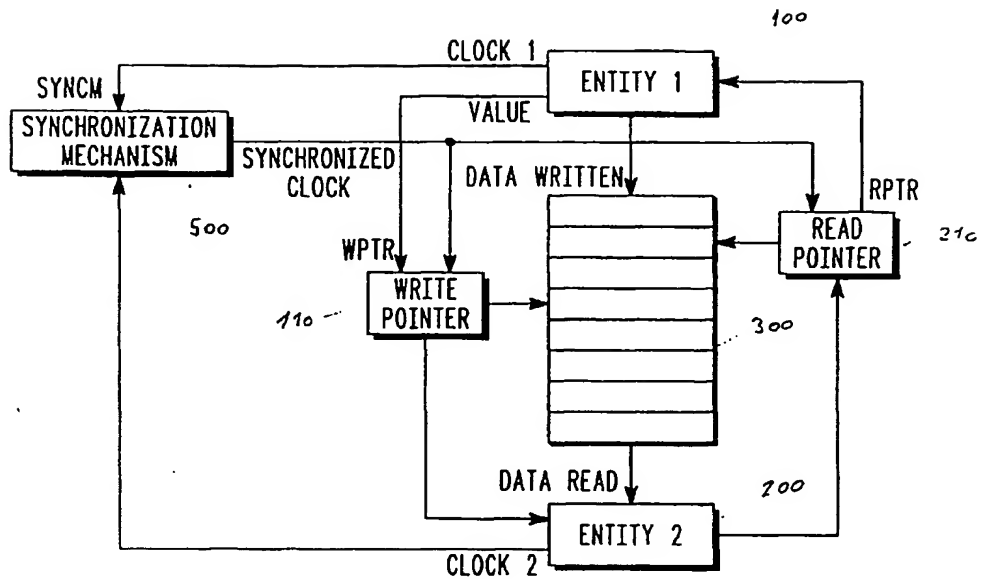 100
CLOCK 1
ENTITY 1
SYNCM
VALUE
SYNCHRONIZATION
MECHANISM
SYNCHRONIZED
CLOCK
DATA WRITTEN
RPTR
500
READ
POINTER
210
WPTR
WRITE
POINTER
110
300
DATA READ
200
ENTITY 2
CLOCK 2